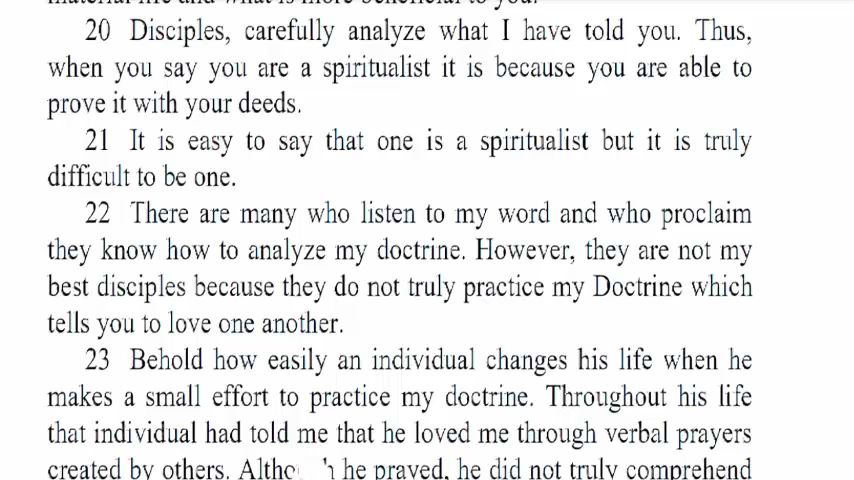 20 Disciples, carefully analyze what I have told you. Thus,
when you say you are a spiritualist it is because you are able to
prove it with your deeds.
21 It is easy to say that one is a spiritualist but it is truly
difficult to be one.
22 There are many who listen to my word and who proclaim
they know how to analyze my doctrine. However, they are not my
best disciples because they do not truly practice my Doctrine which
tells you to love one another.
23 Behold how easily an individual changes his life when he
makes a small effort to practice my doctrine. Throughout his life
that individual had told me that he loved me through verbal prayers
created by others. he prayed, he did not truly comprehend